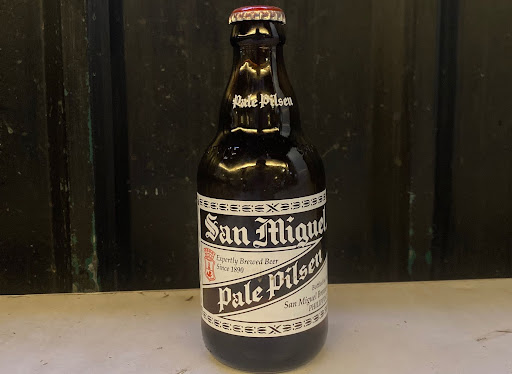 Pale Pilsen
San Miguel
Expertly Brewed Beer
Since 1890
Pale Pilsen
San Miguel